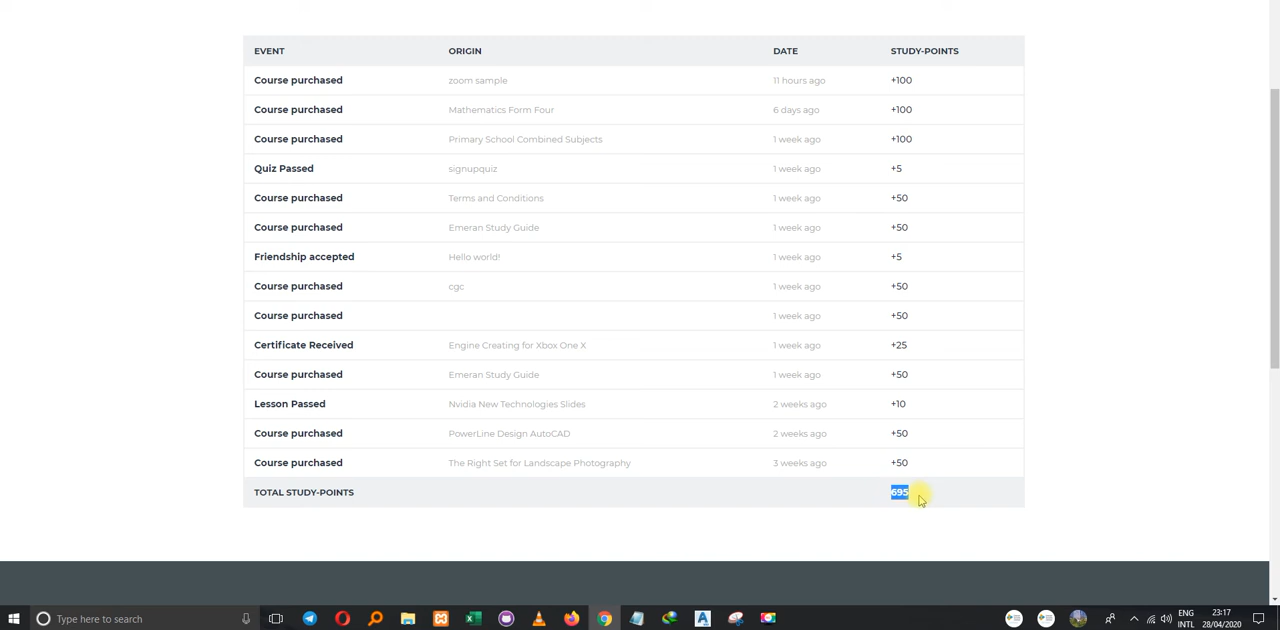 EVENT ORIGIN DATE STUDY-POINTS
Course purchased zoom sample 11 hours ago +100
Course purchased Mathematics Form Four 6 days ago +100
Course purchased Primary School Combined Subjects 1 week ago +100
Quiz Passed signupquiz 1 week ago +5
Course purchased Terms and Conditions 1 week ago +50
Course purchased Emeran Study Guide 1 week ago +50
Friendship accepted Hello world! 1 week ago +5
Course purchased cgc 1 week ago +50
Course purchased 1 week ago +50
Certificate Received Engine Creating for Xbox One X 1 week ago +25
Course purchased Emeran Study Guide 1 week ago +50
Lesson Passed Nvidia New Technologies Slides 2 weeks ago +10
Course purchased PowerLine Design AutoCAD 2 weeks ago +50
Course purchased The Right Set for Landscape Photography 3 weeks ago +50
TOTAL STUDY-POINTS 695
Type here to search
ENG 23:17
INTL 28/04/2020